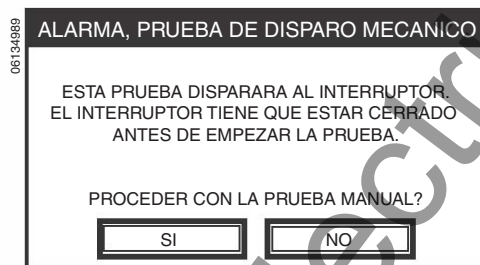 06134989
ALARMA, PRUEBA DE DISPARO MECANICO
ESTA PRUEBA DISPARARA AL INTERRUPTOR.
EL INTERRUPTOR TIENE QUE ESTAR CERRADO
ANTES DE EMPEZAR LA PRUEBA.
PROCEDER CON LA PRUEBA MANUAL?
SI NO